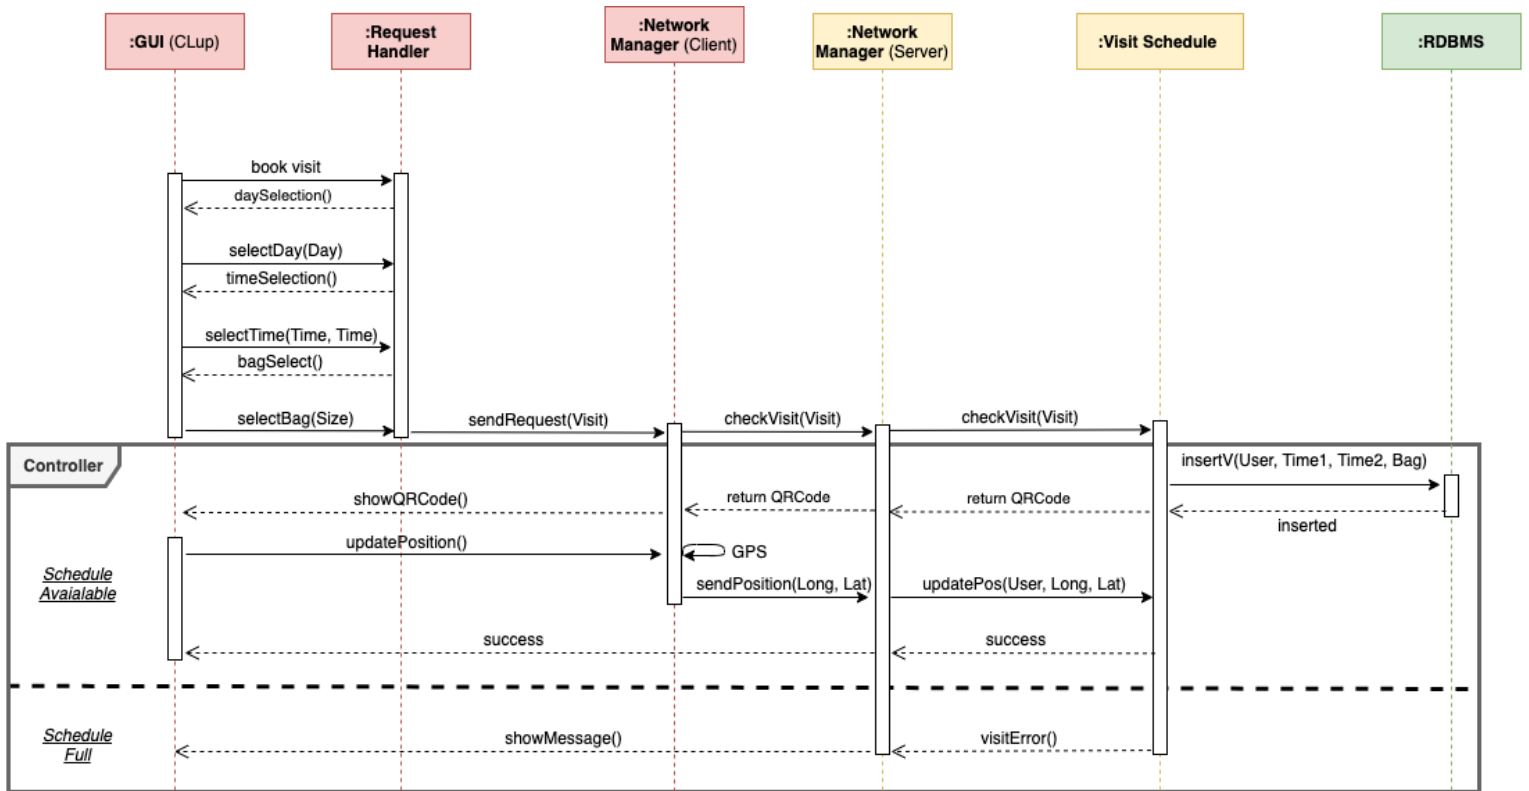 :GUI (CLup)
:Request
Handler
:Network
Manager (Client)
:Network
Manager (Server)
:Visit Schedule
:RDBMS
book visit
daySelection()
selectDay(Day)
timeSelection()
selectTime(Time, Time)
bagSelect()
selectBag(Size)
sendRequest(Visit)
checkVisit(Visit)
checkVisit(Visit)
Controller
insertV(User, Time1, Time2, Bag)
showQRCode()
return QRCode
return QRCode
inserted
updatePosition()
GPS
Schedule
Avaialable
sendPosition(Long, Lat)
updatePos(User, Long, Lat)
success
success
Schedule
Full
showMessage()
visitError()